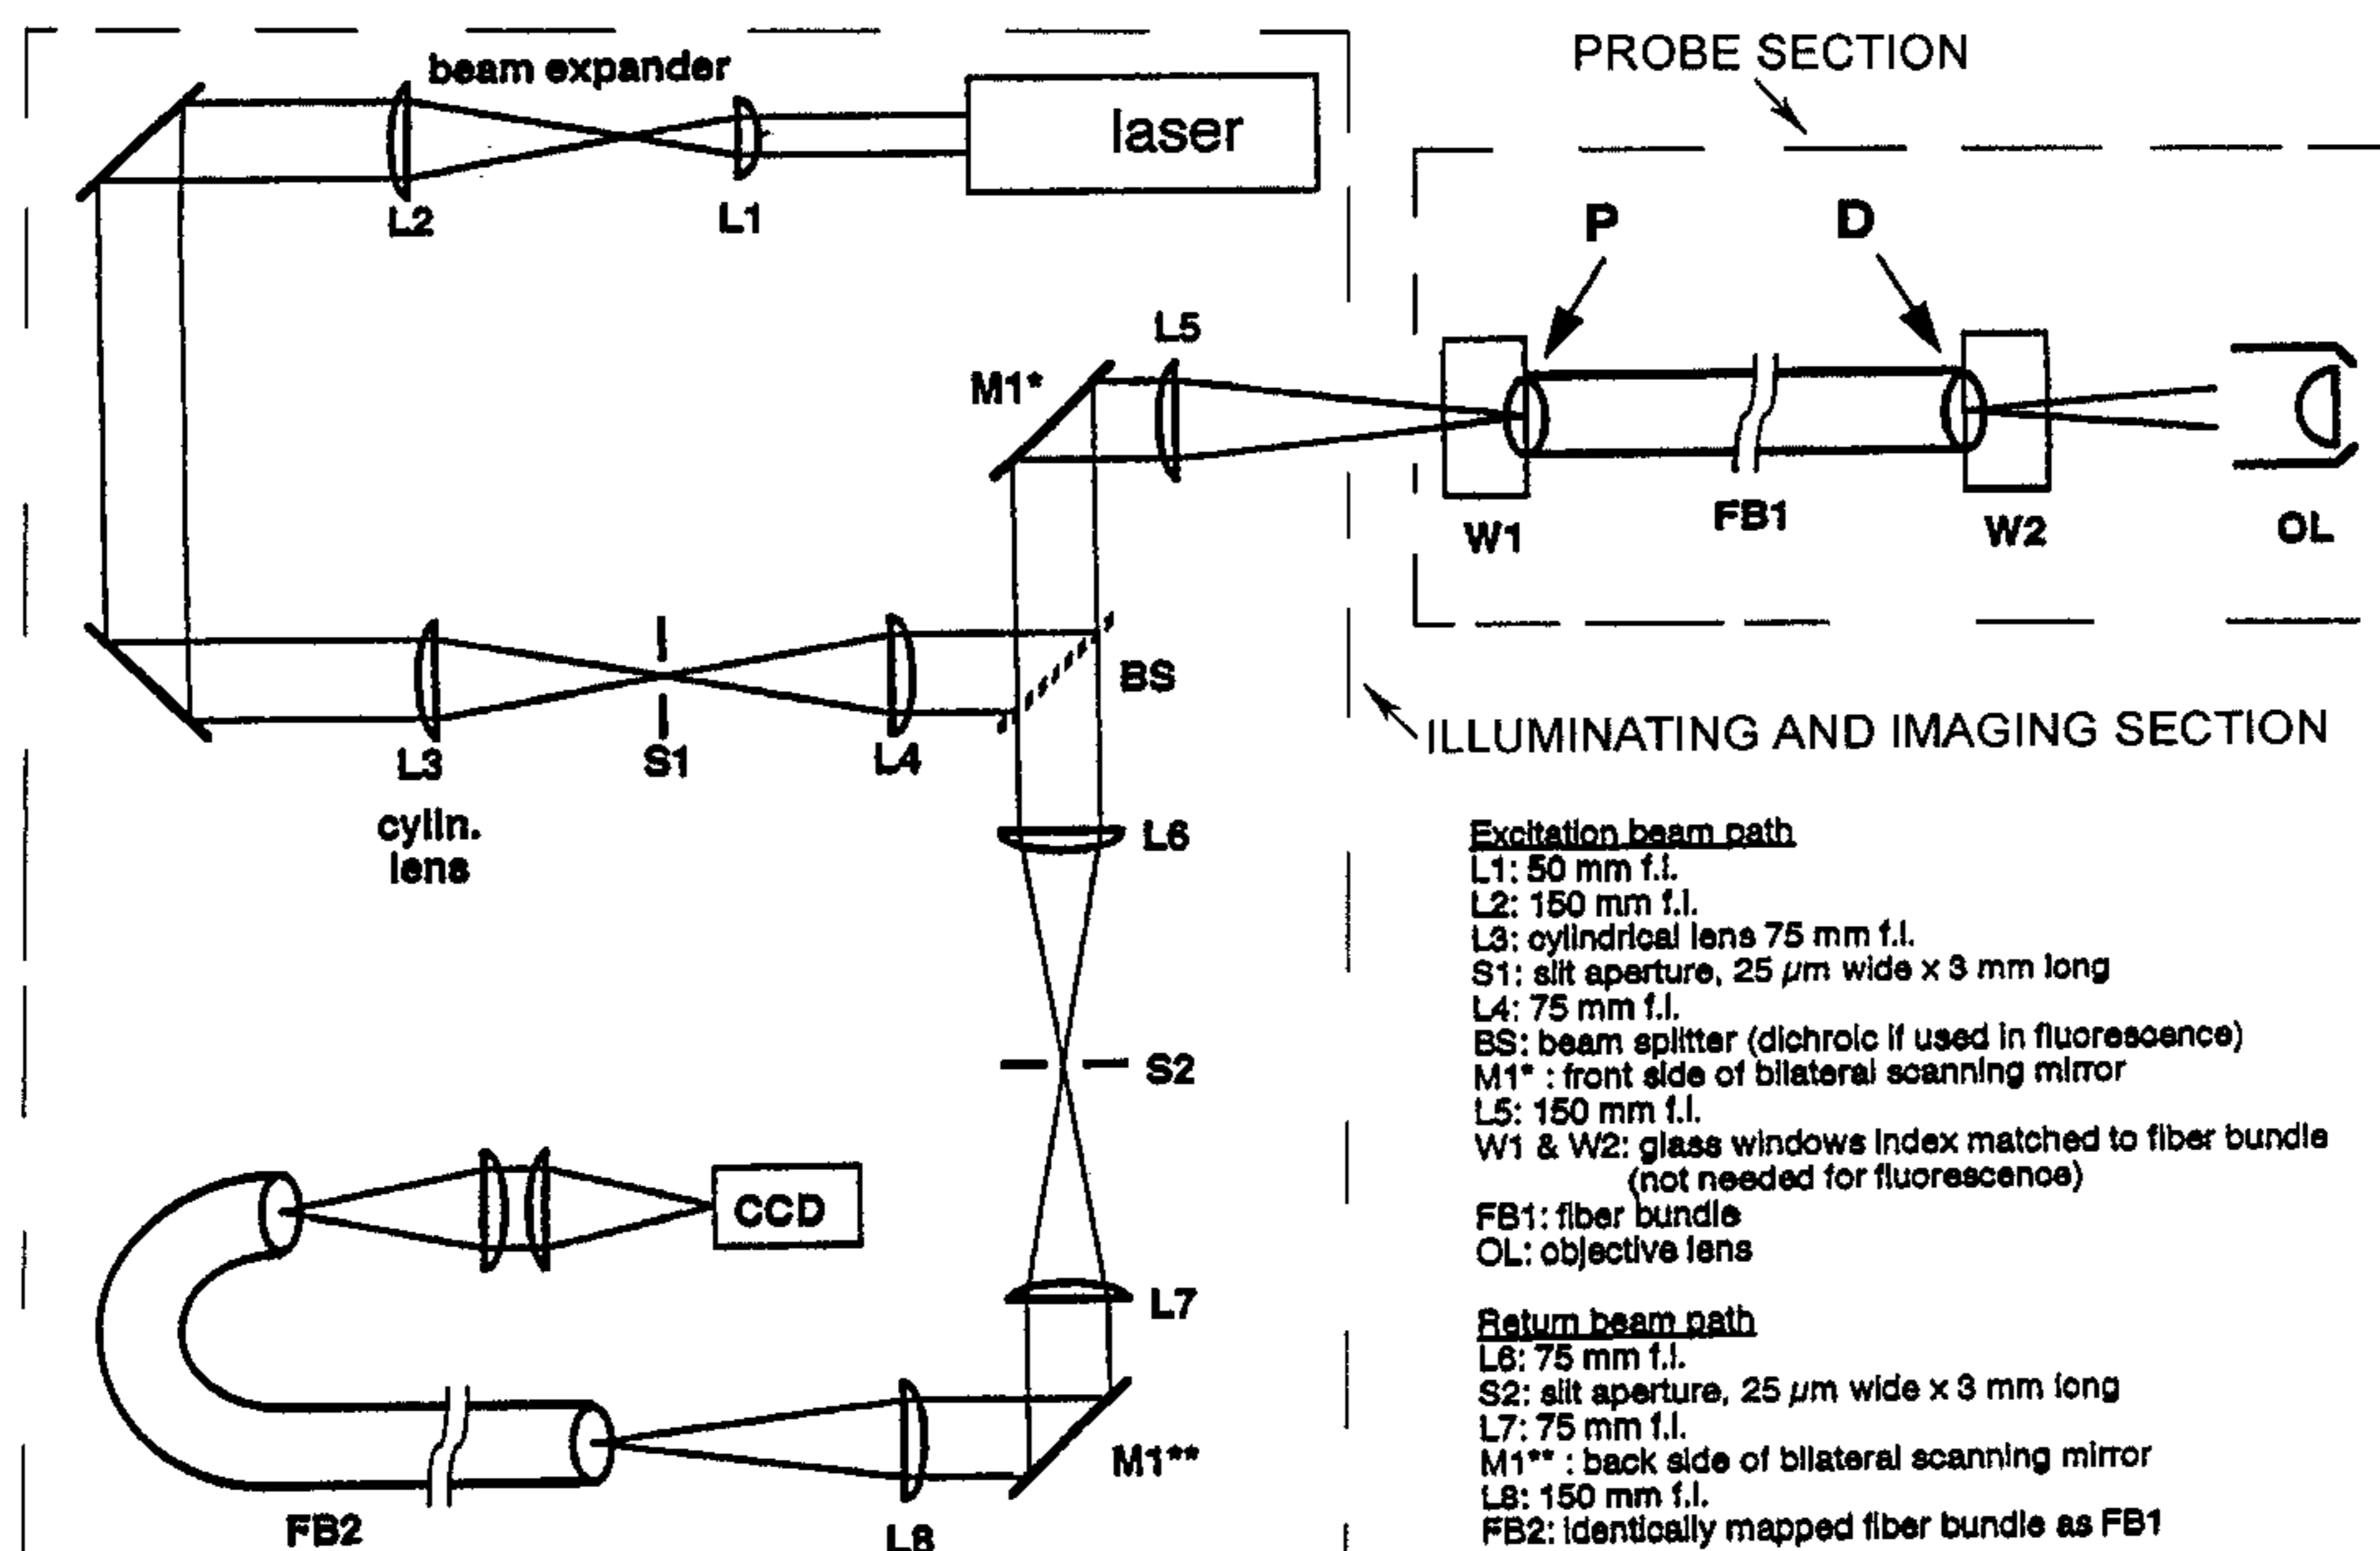 beam expander
laser
L2
L1
PROBE SECTION
P
D
L5
M1*
W1
FB1
W2
OL
BS
L3
S1
L4
cylin.
lens
ILLUMINATING AND IMAGING SECTION
L6
S2
CCD
L7
M1**
FB2
L8
Excitation beam path
L1: 50 mm f.l.
L2: 150 mm f.l.
L3: cylindrical lens 75 mm f.l.
S1: slit aperture, 25 µm wide x 3 mm long
L4: 75 mm f.l.
BS: beam splitter (dichroic if used in fluorescence)
M1* : front side of bilateral scanning mirror
L5: 150 mm f.l.
W1 & W2: glass windows index matched to fiber bundle
(not needed for fluorescence)
FB1: fiber bundle
OL: objective lens
Return beam path
L6: 75 mm f.l.
S2: slit aperture, 25 µm wide x 3 mm long
L7: 75 mm f.l.
M1** : back side of bilateral scanning mirror
L8: 150 mm f.l.
FB2: identically mapped fiber bundle as FB1